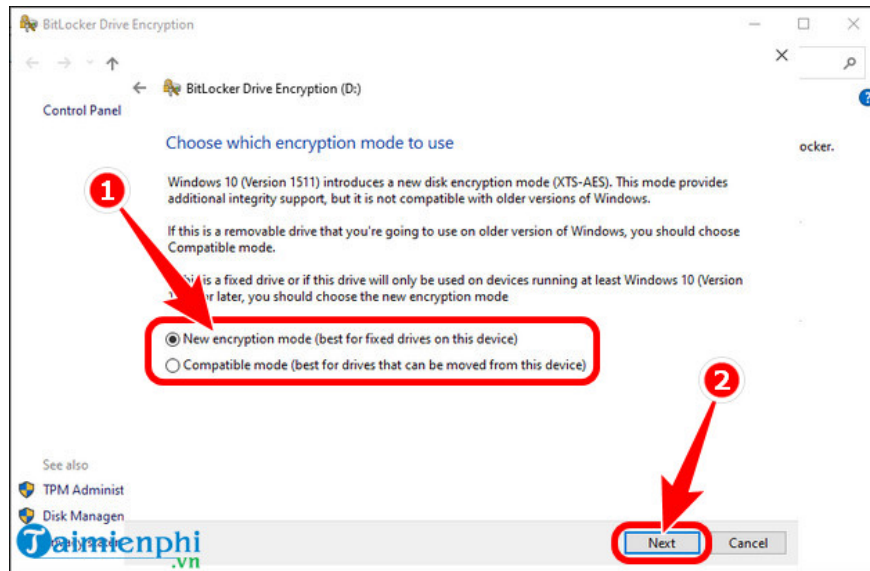 BitLocker Drive Encryption
BitLocker Drive Encryption (D:)
Control Panel
Choose which encryption mode to use
ocker.
Windows 10 (Version 1511) introduces a new disk encryption mode (XTS-AES). This mode provides
additional integrity support, but it is not compatible with older versions of Windows.
1
If this is a removable drive that you're going to use on older version of Windows, you should choose
Compatible mode.
is a fixed drive or if this drive will only be used on devices running at least Windows 10 (Version
or later, you should choose the new encryption mode
New encryption mode (best for fixed drives on this device)
Compatible mode (best for drives that can be moved from this device)
2
See also
TPM Administ
Disk Managen
Taimienphi
.vn
Next
Cancel